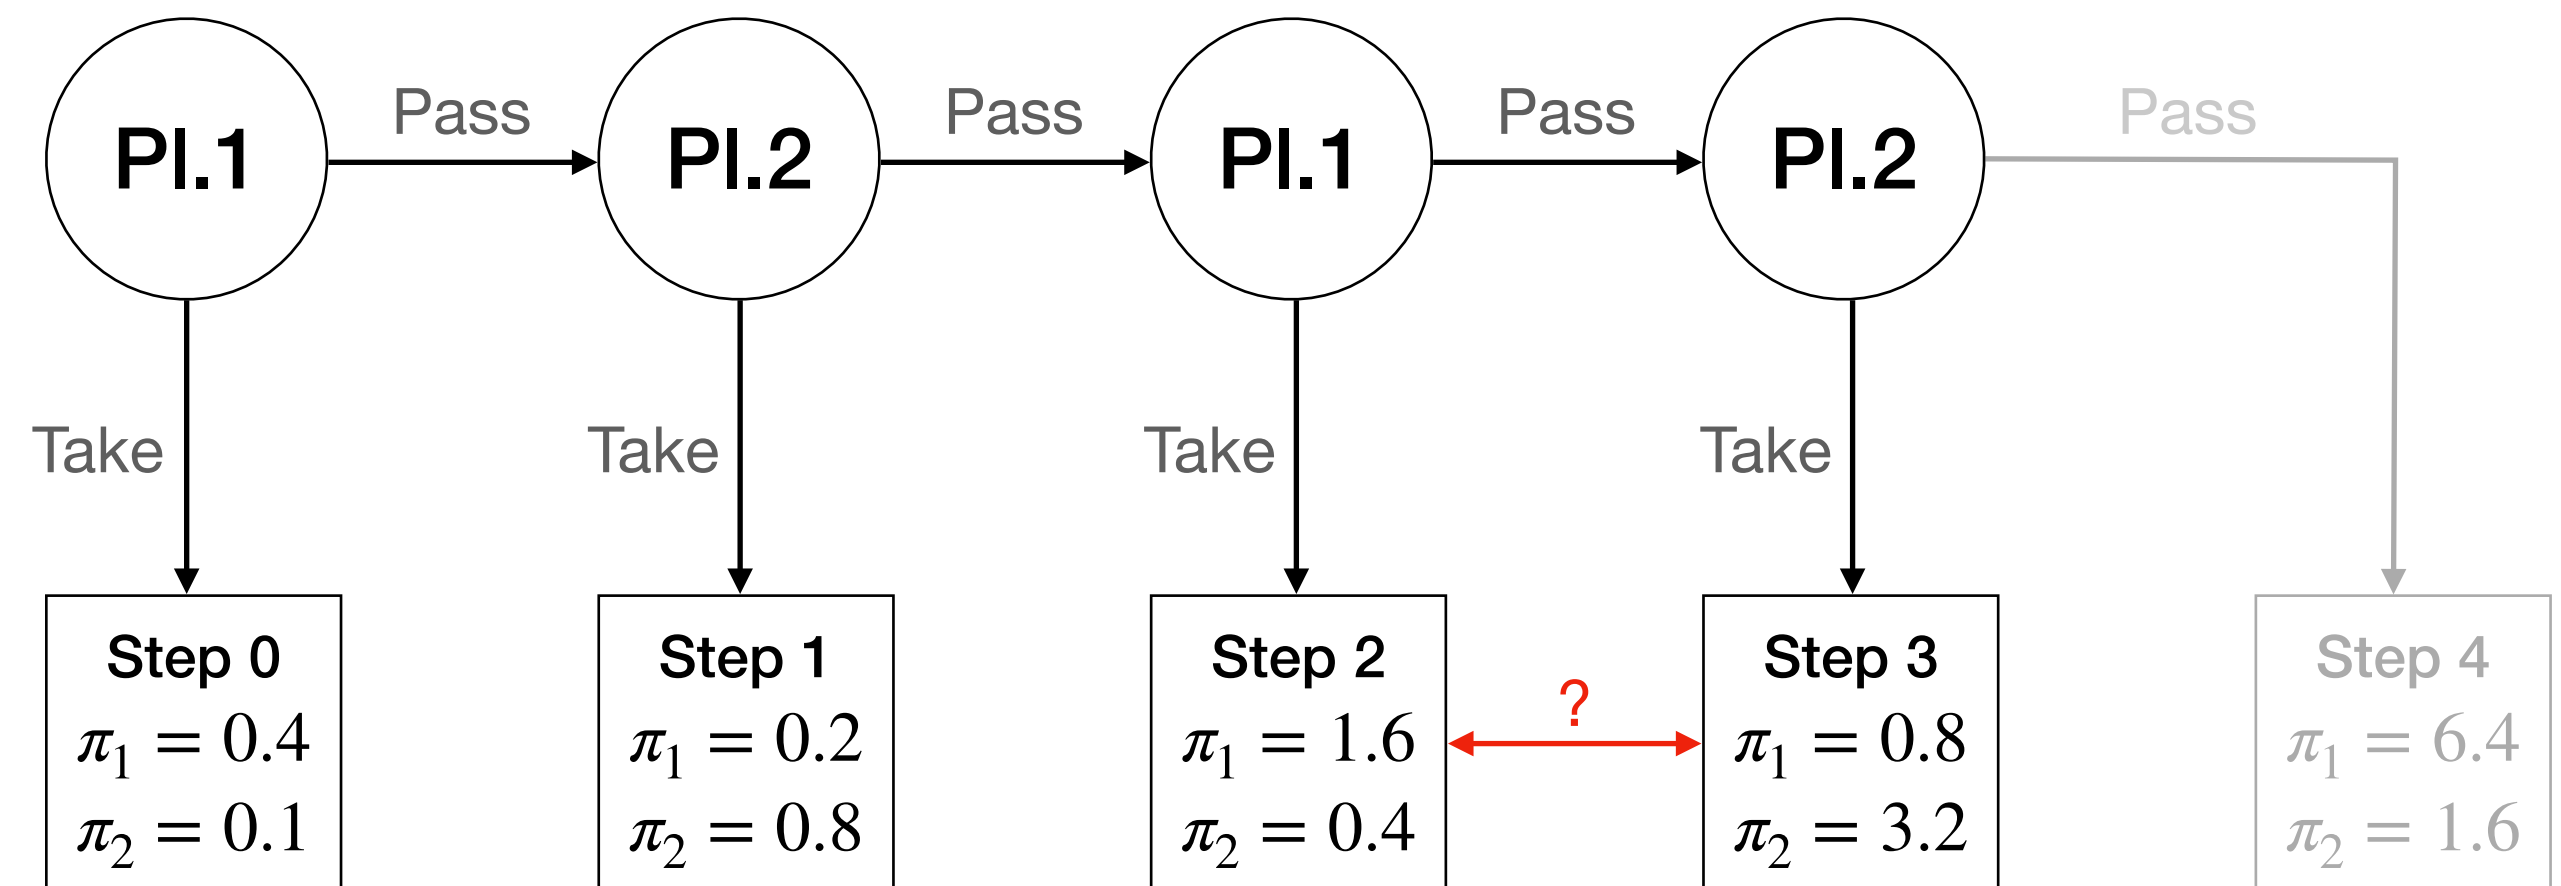 Pl.1
Pass
Pl.2
Pass
Pl.1
Pass
Pl.2
Pass
Take
Take
Take
Take
Step 0
π₁ = 0.4
π₂ = 0.1
Step 1
π₁ = 0.2
π₂ = 0.8
Step 2
π₁ = 1.6
π₂ = 0.4
?
Step 3
π₁ = 0.8
π₂ = 3.2
Step 4
π₁ = 6.4
π₂ = 1.6